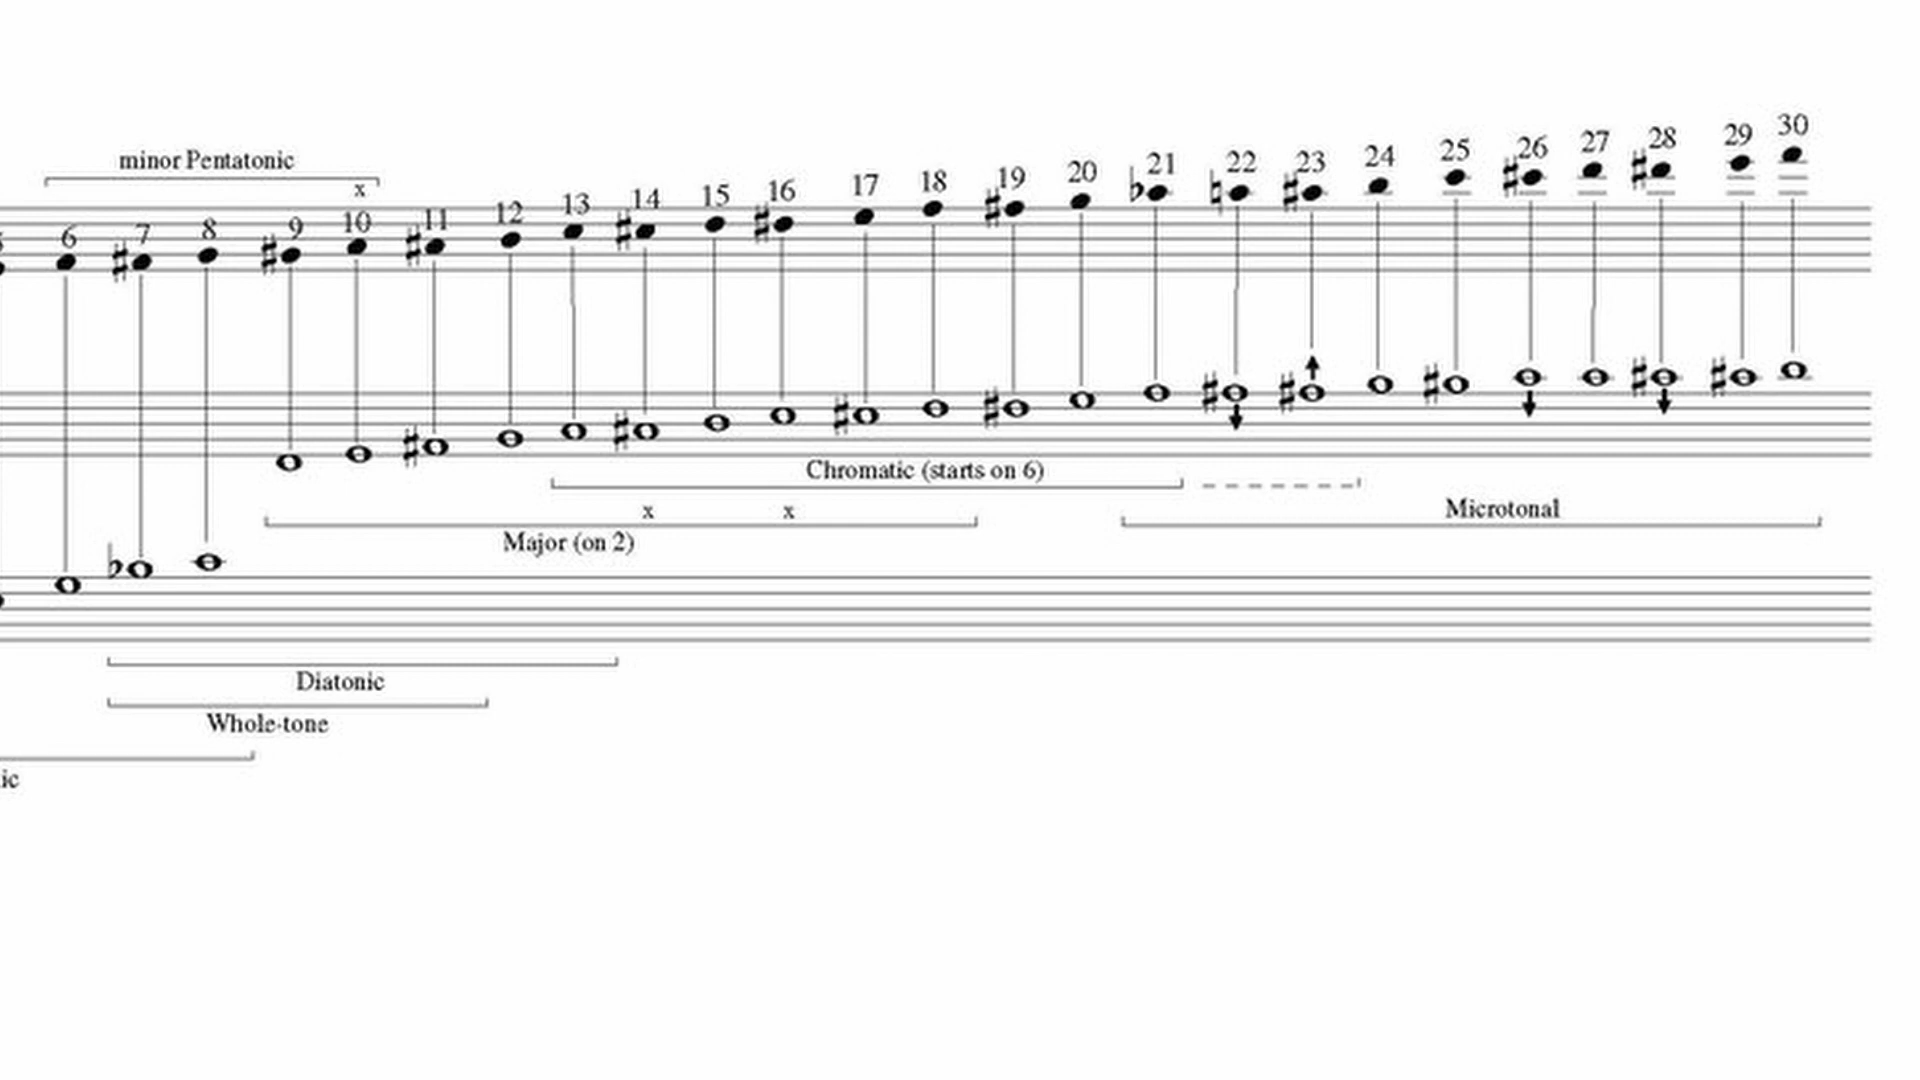 minor Pentatonic
x
6 7 8 9 10 11 12 13 14 15 16 17 18 19 20 21 22 23 24 25 26 27 28 29 30
Chromatic (starts on 6)
x x
Microtonal
Major (on 2)
Diatonic
Whole-tone
ic